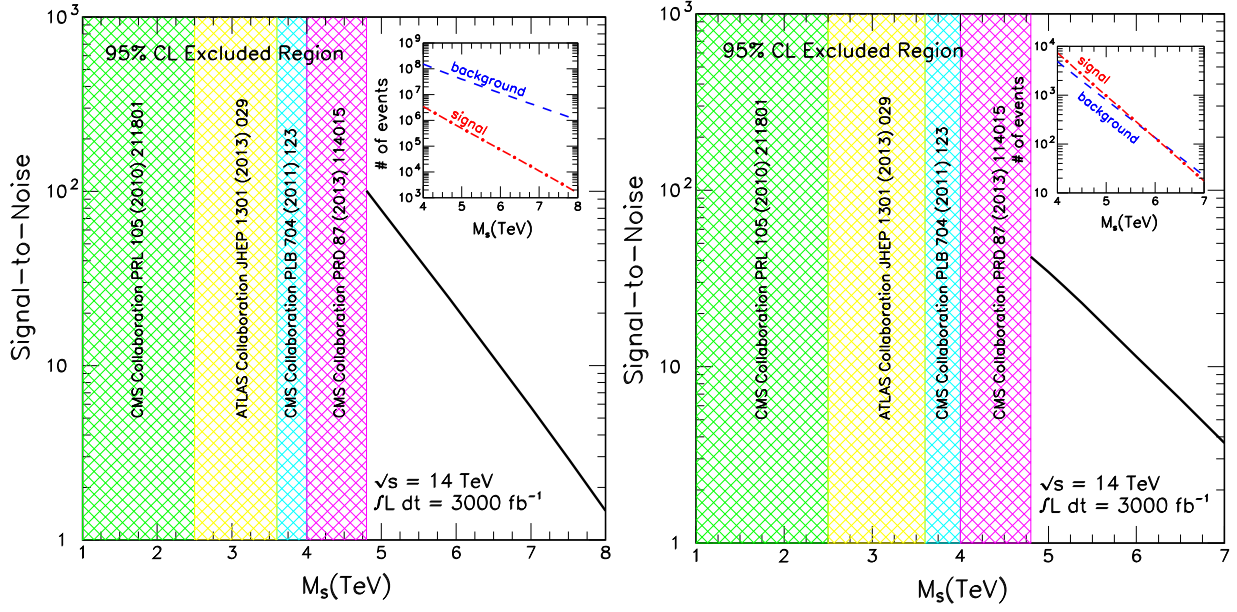 10³
10²
10
1
Signal-to-Noise
95% CL Excluded Region
CMS Collaboration PRL 105 (2010) 211801
ATLAS Collaboration JHEP 1301 (2013) 029
CMS Collaboration PLB 704 (2011) 123
CMS Collaboration PRD 87 (2013) 114015
# of events
10⁹
10⁸
10⁷
10⁶
10⁵
10⁴
10³
background
signal
4 5 6 7 8
Mₛ(TeV)
√s = 14 TeV
∫L dt = 3000 fb⁻¹
1 2 3 4 5 6 7 8
Mₛ(TeV)
10³
10²
10
1
Signal-to-Noise
95% CL Excluded Region
CMS Collaboration PRL 105 (2010) 211801
ATLAS Collaboration JHEP 1301 (2013) 029
CMS Collaboration PLB 704 (2011) 123
CMS Collaboration PRD 87 (2013) 114015
# of events
10⁴
10³
10²
10
signal
background
4 5 6 7
Mₛ(TeV)
√s = 14 TeV
∫L dt = 3000 fb⁻¹
1 2 3 4 5 6 7
Mₛ(TeV)